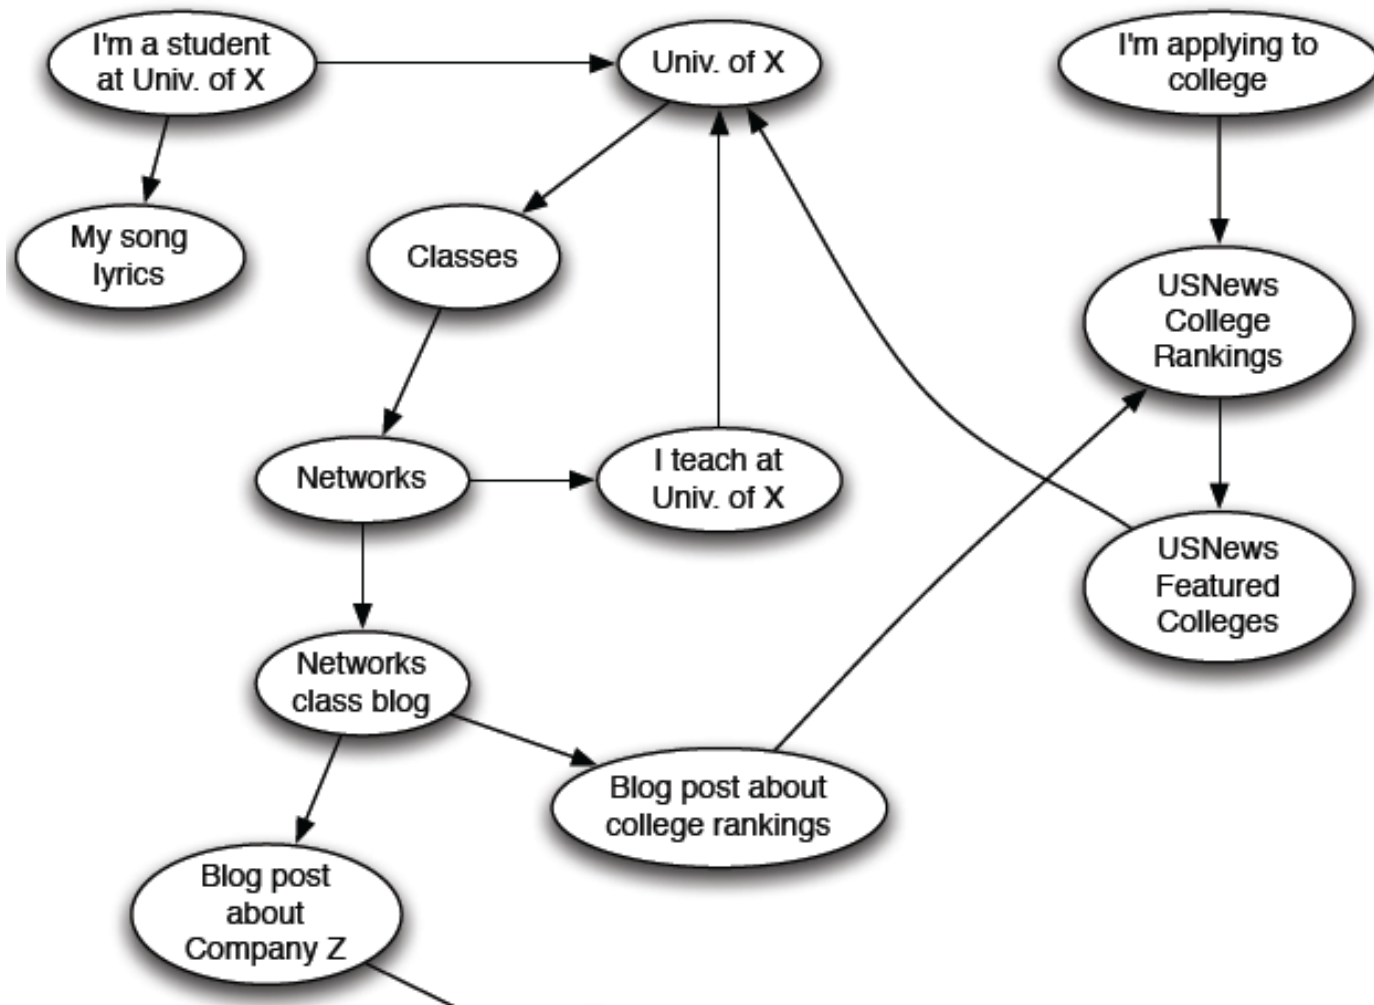 I'm a student
at Univ. of X
Univ. of X
I'm applying to
college
My song
lyrics
Classes
USNews
College
Rankings
Networks
I teach at
Univ. of X
USNews
Featured
Colleges
Networks
class blog
Blog post about
college rankings
Blog post
about
Company Z